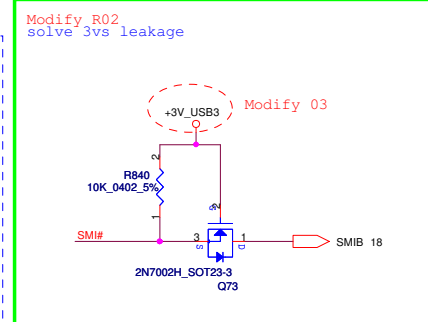 Modify R02
solve 3vs leakage
+3V_USB3
Modify 03
2
R840
10K_0402_5%
1
G
2
SMI#
3
S
D
1
SMIB 18
2N7002H_SOT23-3
Q73